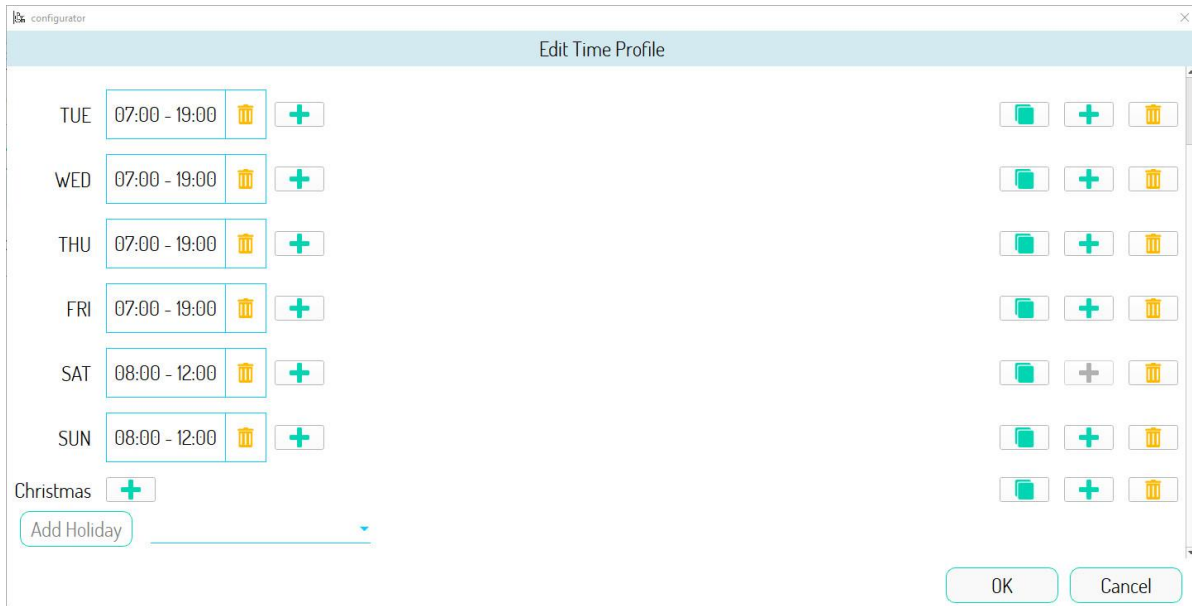 configurator
Edit Time Profile
TUE 07:00 - 19:00
WED 07:00 - 19:00
THU 07:00 - 19:00
FRI 07:00 - 19:00
SAT 08:00 - 12:00
SUN 08:00 - 12:00
Christmas
Add Holiday
OK Cancel